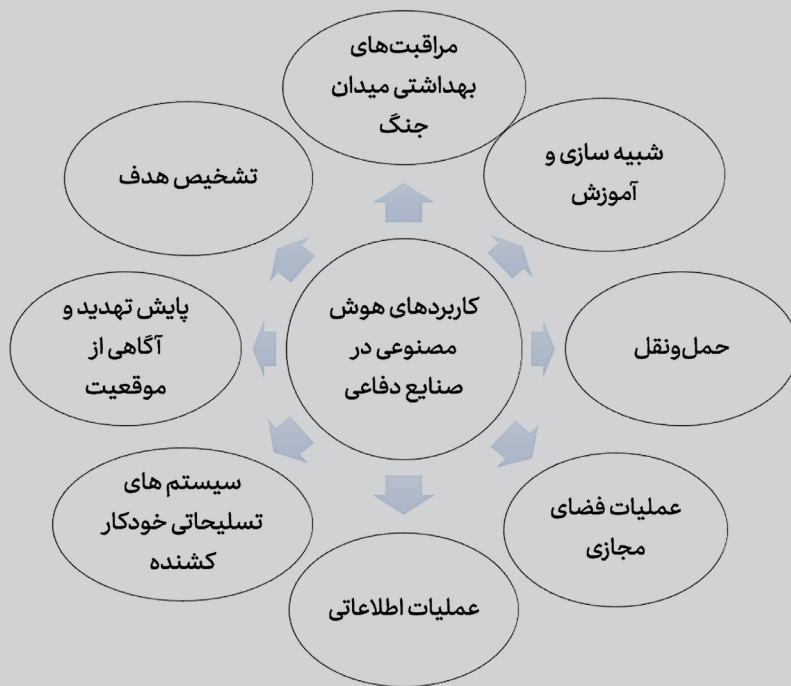 کاربردهای هوش
مصنوعی در
صنایع دفاعی
مراقبت‌های
بهداشتی میدان
جنگ
شبیه سازی و
آموزش
حمل‌ونقل
عملیات فضای
مجازی
عملیات اطلاعاتی
سیستم های
تسلیحاتی خودکار
کشنده
پایش تهدید و
آگاهی از
موقعیت
تشخیص هدف